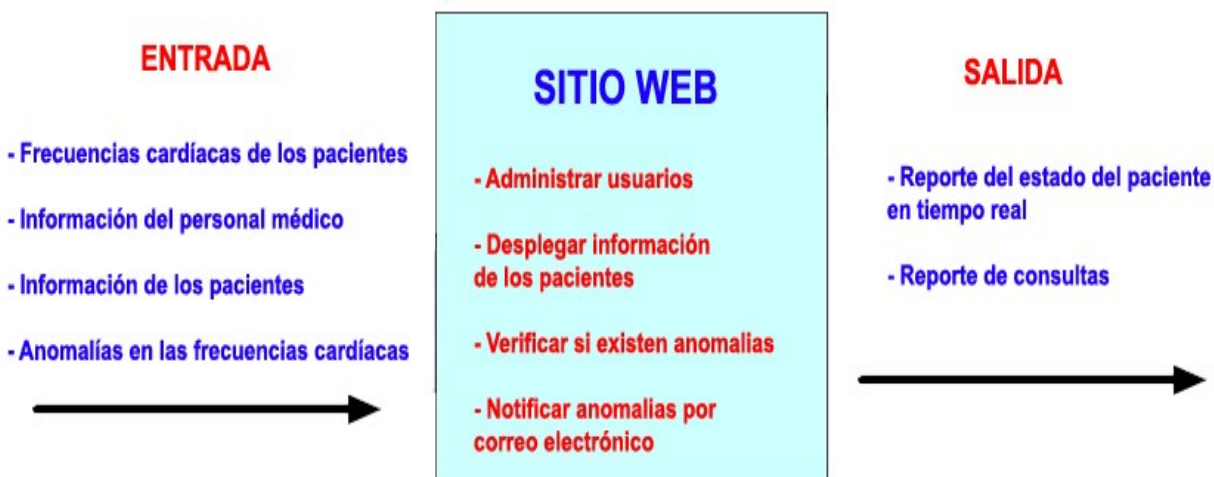 ENTRADA
- Frecuencias cardíacas de los pacientes
- Información del personal médico
- Información de los pacientes
- Anomalías en las frecuencias cardíacas
SITIO WEB
- Administrar usuarios
- Desplegar información
de los pacientes
- Verificar si existen anomalias
- Notificar anomalias por
correo electrónico
SALIDA
- Reporte del estado del paciente
en tiempo real
- Reporte de consultas